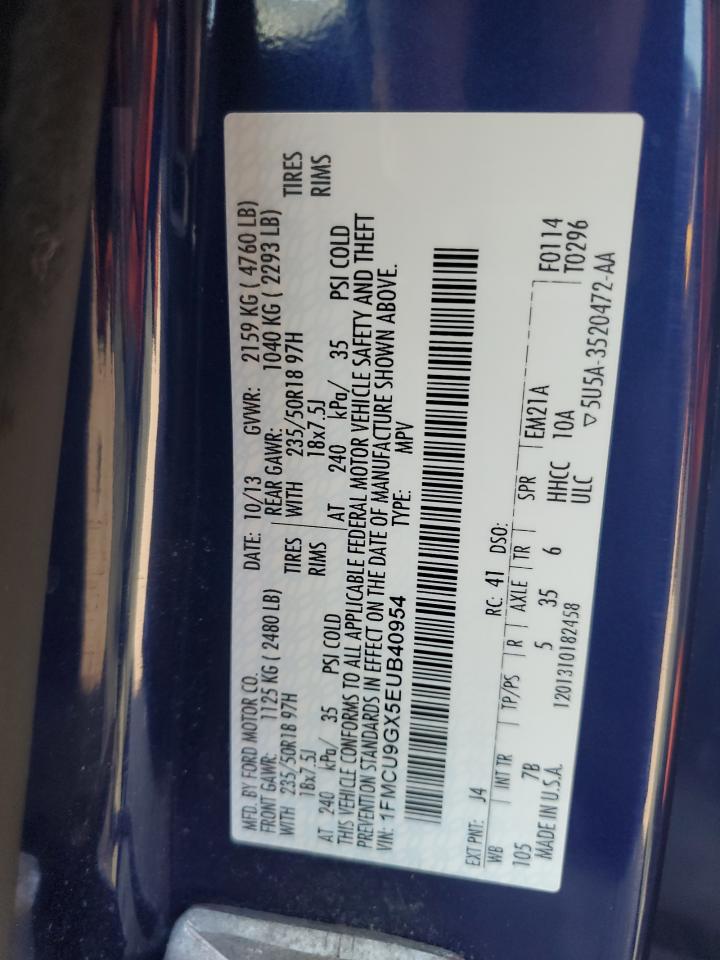 MFD. BY FORD MOTOR CO. DATE: 10/13 GVWR: 2159 KG ( 4760 LB)
FRONT GAWR: 1125 KG ( 2480 LB) REAR GAWR: 1040 KG ( 2293 LB)
WITH 235/50R18 97H TIRES WITH 235/50R18 97H TIRES
18x7.5J RIMS 18x7.5J RIMS
AT 240 kPa/ 35 PSI COLD AT 240 kPa/ 35 PSI COLD
THIS VEHICLE CONFORMS TO ALL APPLICABLE FEDERAL MOTOR VEHICLE SAFETY AND THEFT
PREVENTION STANDARDS IN EFFECT ON THE DATE OF MANUFACTURE SHOWN ABOVE.
VIN: 1FMCU9GX5EUB40954 TYPE: MPV
EXT PNT: J4 RC: 41 DSO:
WB INT TR TP/PS R AXLE TR SPR EM21A F0114
105 7B 5 35 6 HHCC 10A T0296
MADE IN U.S.A. 1201310182458 ULC ▽5U5A-3520472-AA